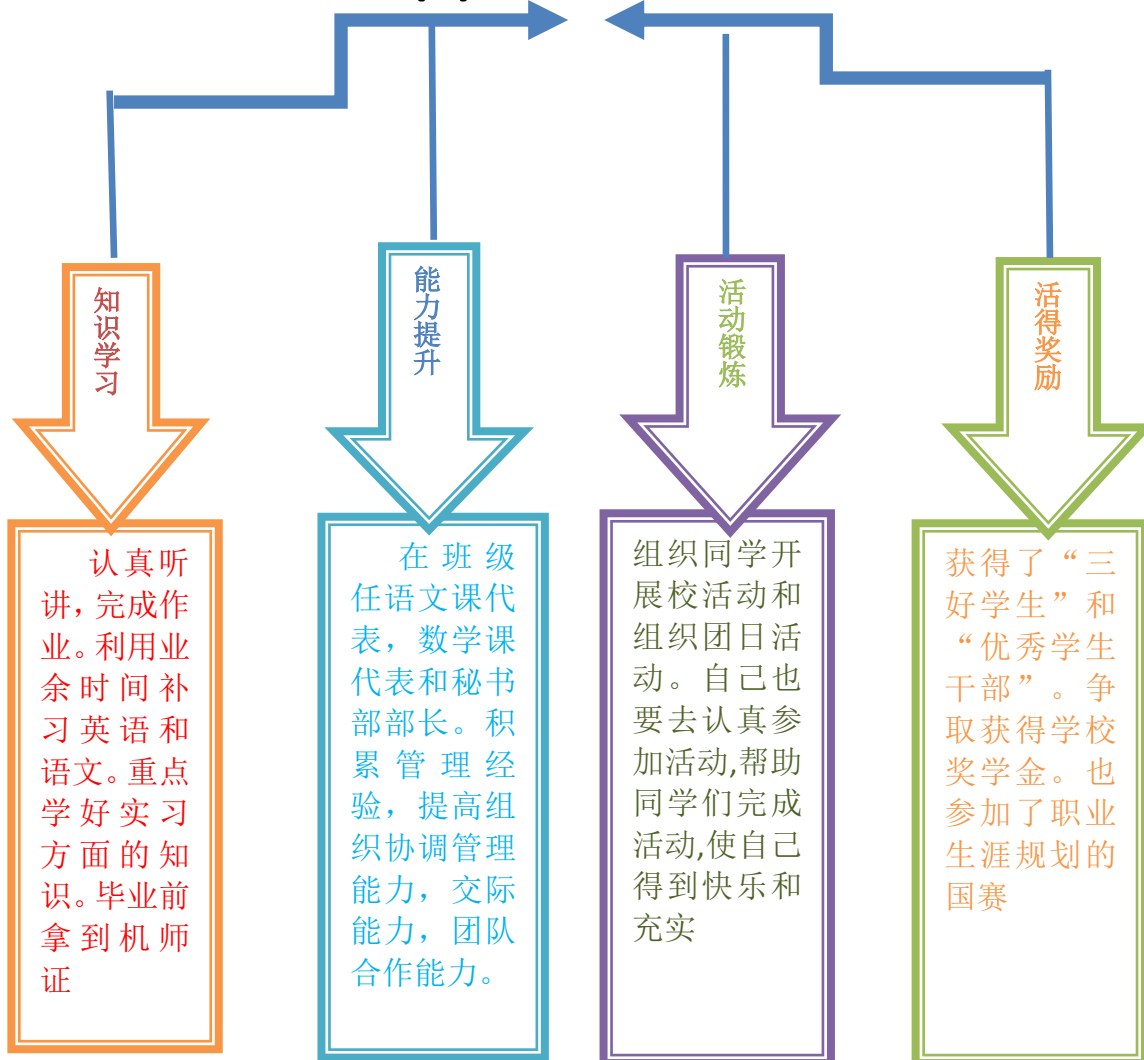 知识学习
能力提升
活动锻炼
活得奖励
认真听
讲，完成作
业。利用业
余时间补
习英语和
语文。重点
学好实习
方面的知
识。毕业前
拿到机师
证
在班级
任语文课代
表，数学课
代表和秘书
部部长。积
累管理经
验，提高组
织协调管理
能力，交际
能力，团队
合作能力。
组织同学开
展校活动和
组织团日活
动。自己也
要去认真参
加活动,帮助
同学们完成
活动,使自己
得到快乐和
充实
获得了“三
好学生”和
“优秀学生
干部”。争
取获得学校
奖学金。也
参加了职业
生涯规划的
国赛